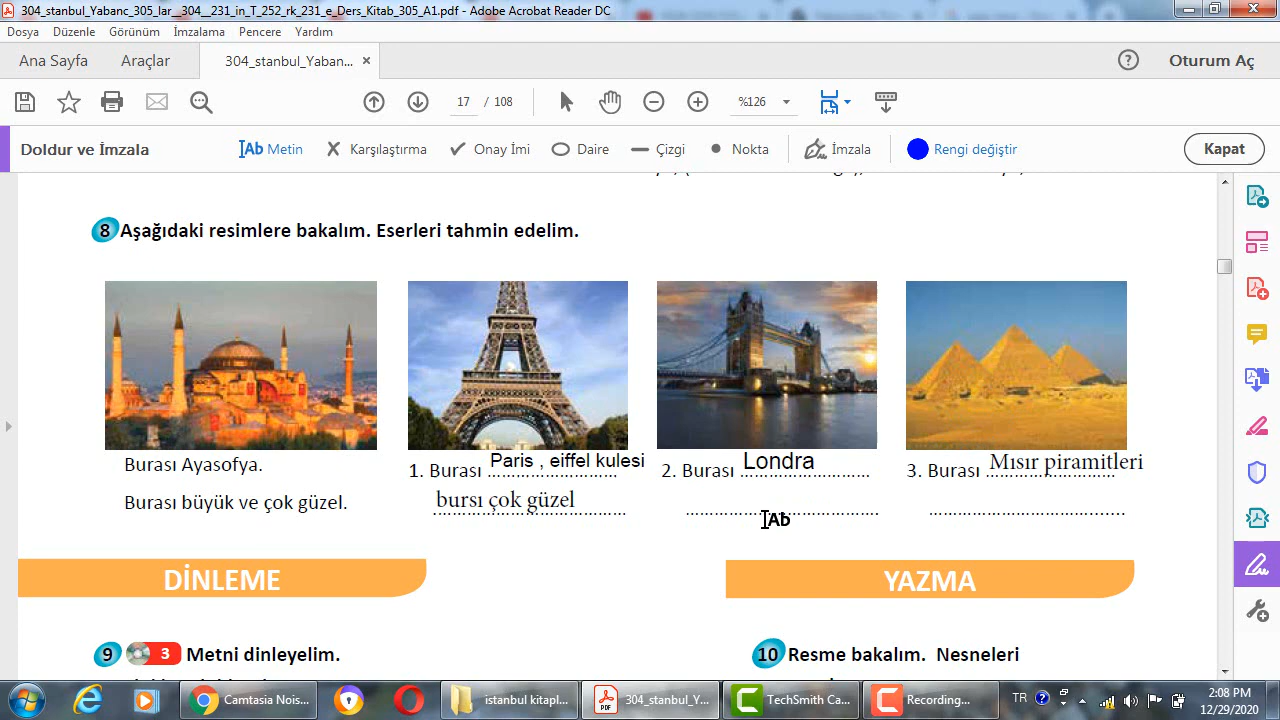 304_stanbul_Yabanc_305_lar__304__231_in_T_252_rk_231_e_Ders_Kitab_305_A1.pdf - Adobe Acrobat Reader DC
Dosya Düzenle Görünüm İmzalama Pencere Yardım
Ana Sayfa Araçlar 304_stanbul_Yaban... × Oturum Aç
17 / 108 %126
Doldur ve İmzala Ab Metin Karşılaştırma Onay İmi Daire Çizgi Nokta İmzala Rengi değiştir Kapat
8 Aşağıdaki resimlere bakalım. Eserleri tahmin edelim.
Burası Ayasofya.
Burası büyük ve çok güzel.
1. Burası Paris , eiffel kulesi
bursı çok güzel
2. Burası Londra
Ab
3. Burası Mısır piramitleri
DİNLEME
YAZMA
9 3 Metni dinleyelim.
10 Resme bakalım. Nesneleri
Camtasia Nois... istanbul kitapl... 304_stanbul_Y... TechSmith Ca... Recording... TR 2:08 PM
12/29/2020